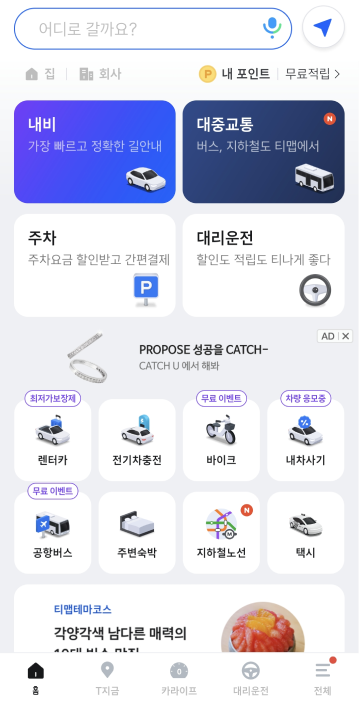 어디로 갈까요?
집
회사
P
내 포인트
무료적립
내비
가장 빠르고 정확한 길안내
대중교통
N
버스, 지하철도 티맵에서
주차
주차요금 할인받고 간편결제
P
대리운전
할인도 적립도 티나게 좋다
AD
PROPOSE 성공을 CATCH~
CATCH U 에서 해봐
최저가보장제
렌터카
전기차충전
무료 이벤트
바이크
차량 응모중
내차사기
무료 이벤트
공항버스
주변숙박
N
M
지하철노선
택시
티맵테마코스
각양각색 남다른 매력의
홈
T지금
0
카라이프
대리운전
전체